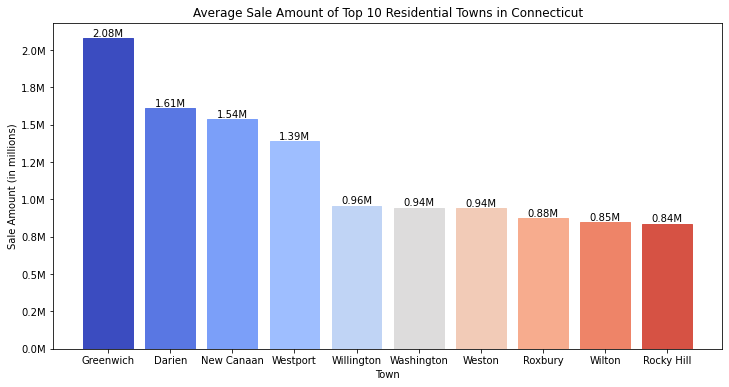 Average Sale Amount of Top 10 Residential Towns in Connecticut
Sale Amount (in millions)
2.0M
1.8M
1.5M
1.2M
1.0M
0.8M
0.5M
0.2M
0.0M
2.08M
1.61M
1.54M
1.39M
0.96M
0.94M
0.94M
0.88M
0.85M
0.84M
Greenwich
Darien
New Canaan
Westport
Willington
Washington
Weston
Roxbury
Wilton
Rocky Hill
Town